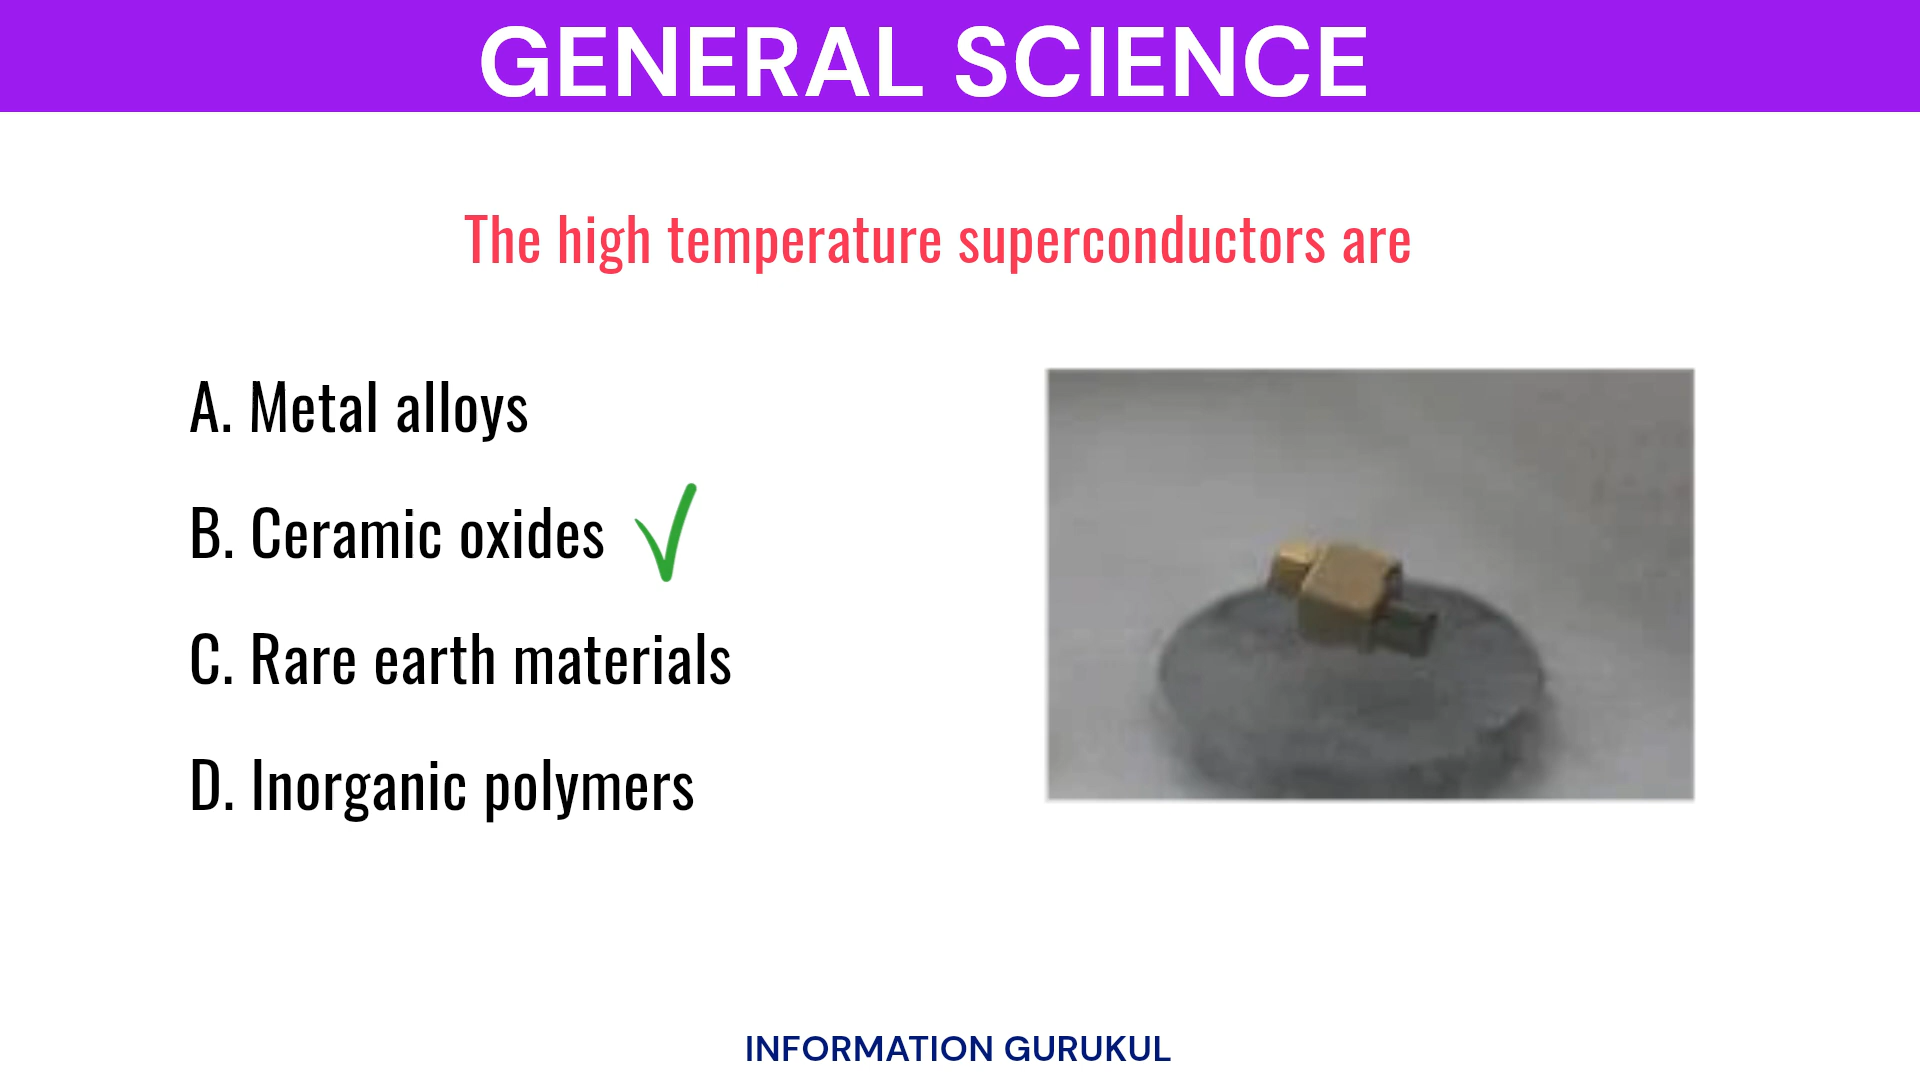 GENERAL SCIENCE
The high temperature superconductors are
A. Metal alloys
B. Ceramic oxides
C. Rare earth materials
D. Inorganic polymers
INFORMATION GURUKUL